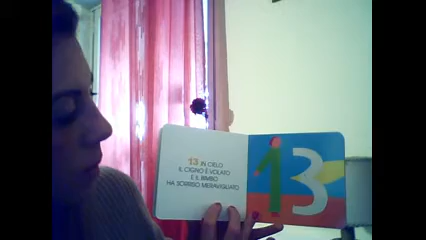 13 IN CIELO
IL CIGNO È VOLATO
E IL BIMBO
HA SORRISO MERAVIGLIATO
13